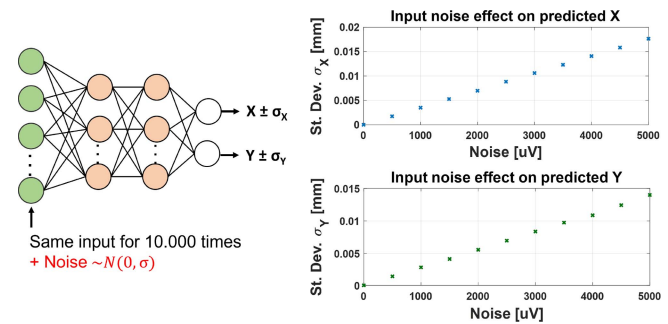 X ± σX
Y ± σY
Same input for 10.000 times
+ Noise ~N(0, σ)
Input noise effect on predicted X
St. Dev. σX [mm]
0.02
0.015
0.01
0.005
0
0 1000 2000 3000 4000 5000
Noise [uV]
Input noise effect on predicted Y
St. Dev. σY [mm]
0.015
0.01
0.005
0
0 1000 2000 3000 4000 5000
Noise [uV]